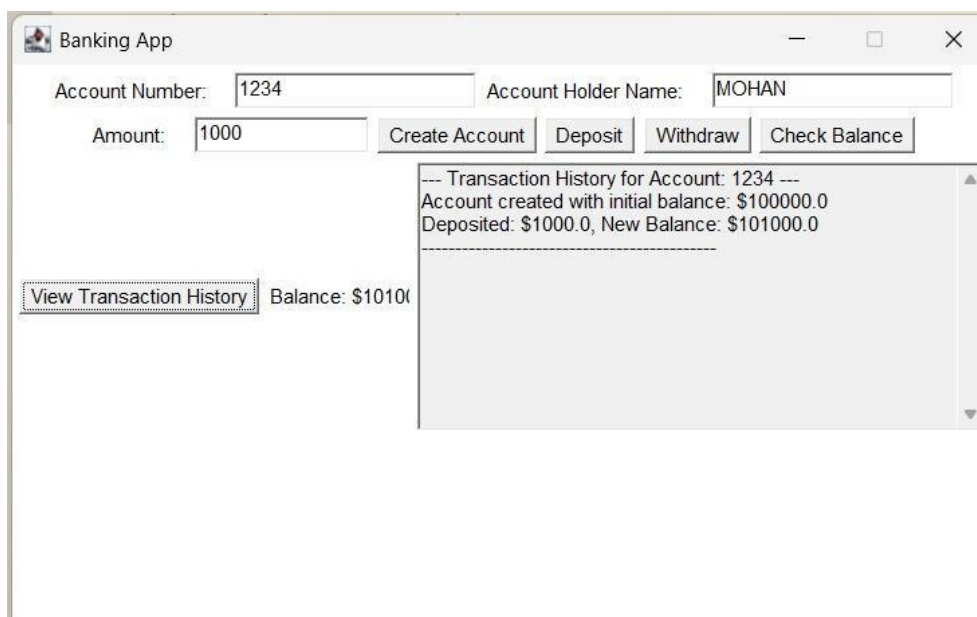 Banking App
Account Number: 1234 Account Holder Name: MOHAN
Amount: 1000 Create Account Deposit Withdraw Check Balance
--- Transaction History for Account: 1234 ---
Account created with initial balance: $100000.0
Deposited: $1000.0, New Balance: $101000.0
--------------------------------------------
View Transaction History Balance: $1010